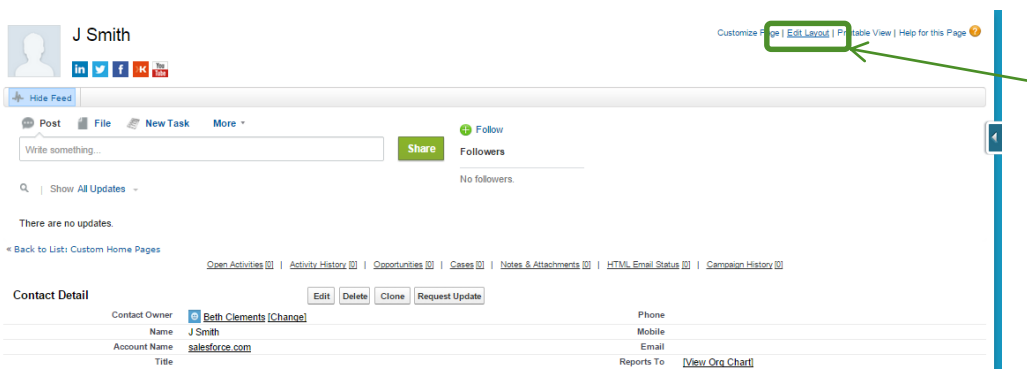 J Smith
Customize Page | Edit Layout | Printable View | Help for this Page ?
in f K You Tube
Hide Feed
Post File New Task More
Follow
Write something...
Share
Followers
No followers.
| Show All Updates
There are no updates.
« Back to List: Custom Home Pages
Open Activities [0] | Activity History [0] | Opportunities [0] | Cases [0] | Notes & Attachments [0] | HTML Email Status [0] | Campaign History [0]
Contact Detail
Edit Delete Clone Request Update
Contact Owner Beth Clements [Change] Phone
Name J Smith Mobile
Account Name salesforce.com Email
Title Reports To [View Org Chart]